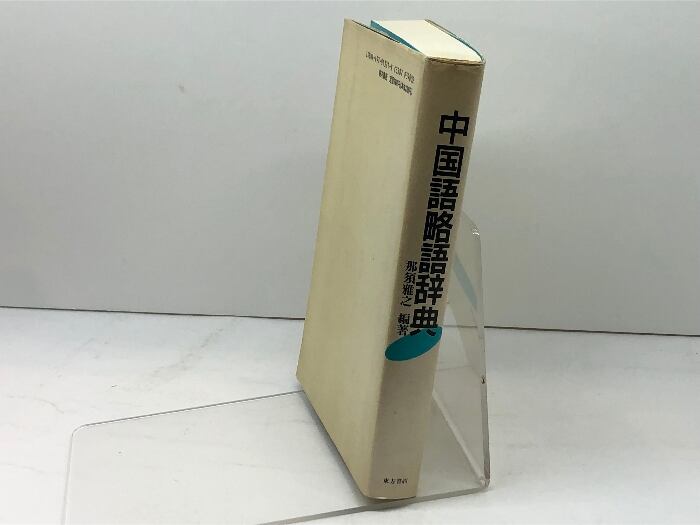 中国語略語辞典
那須雅之 編著
東方書店